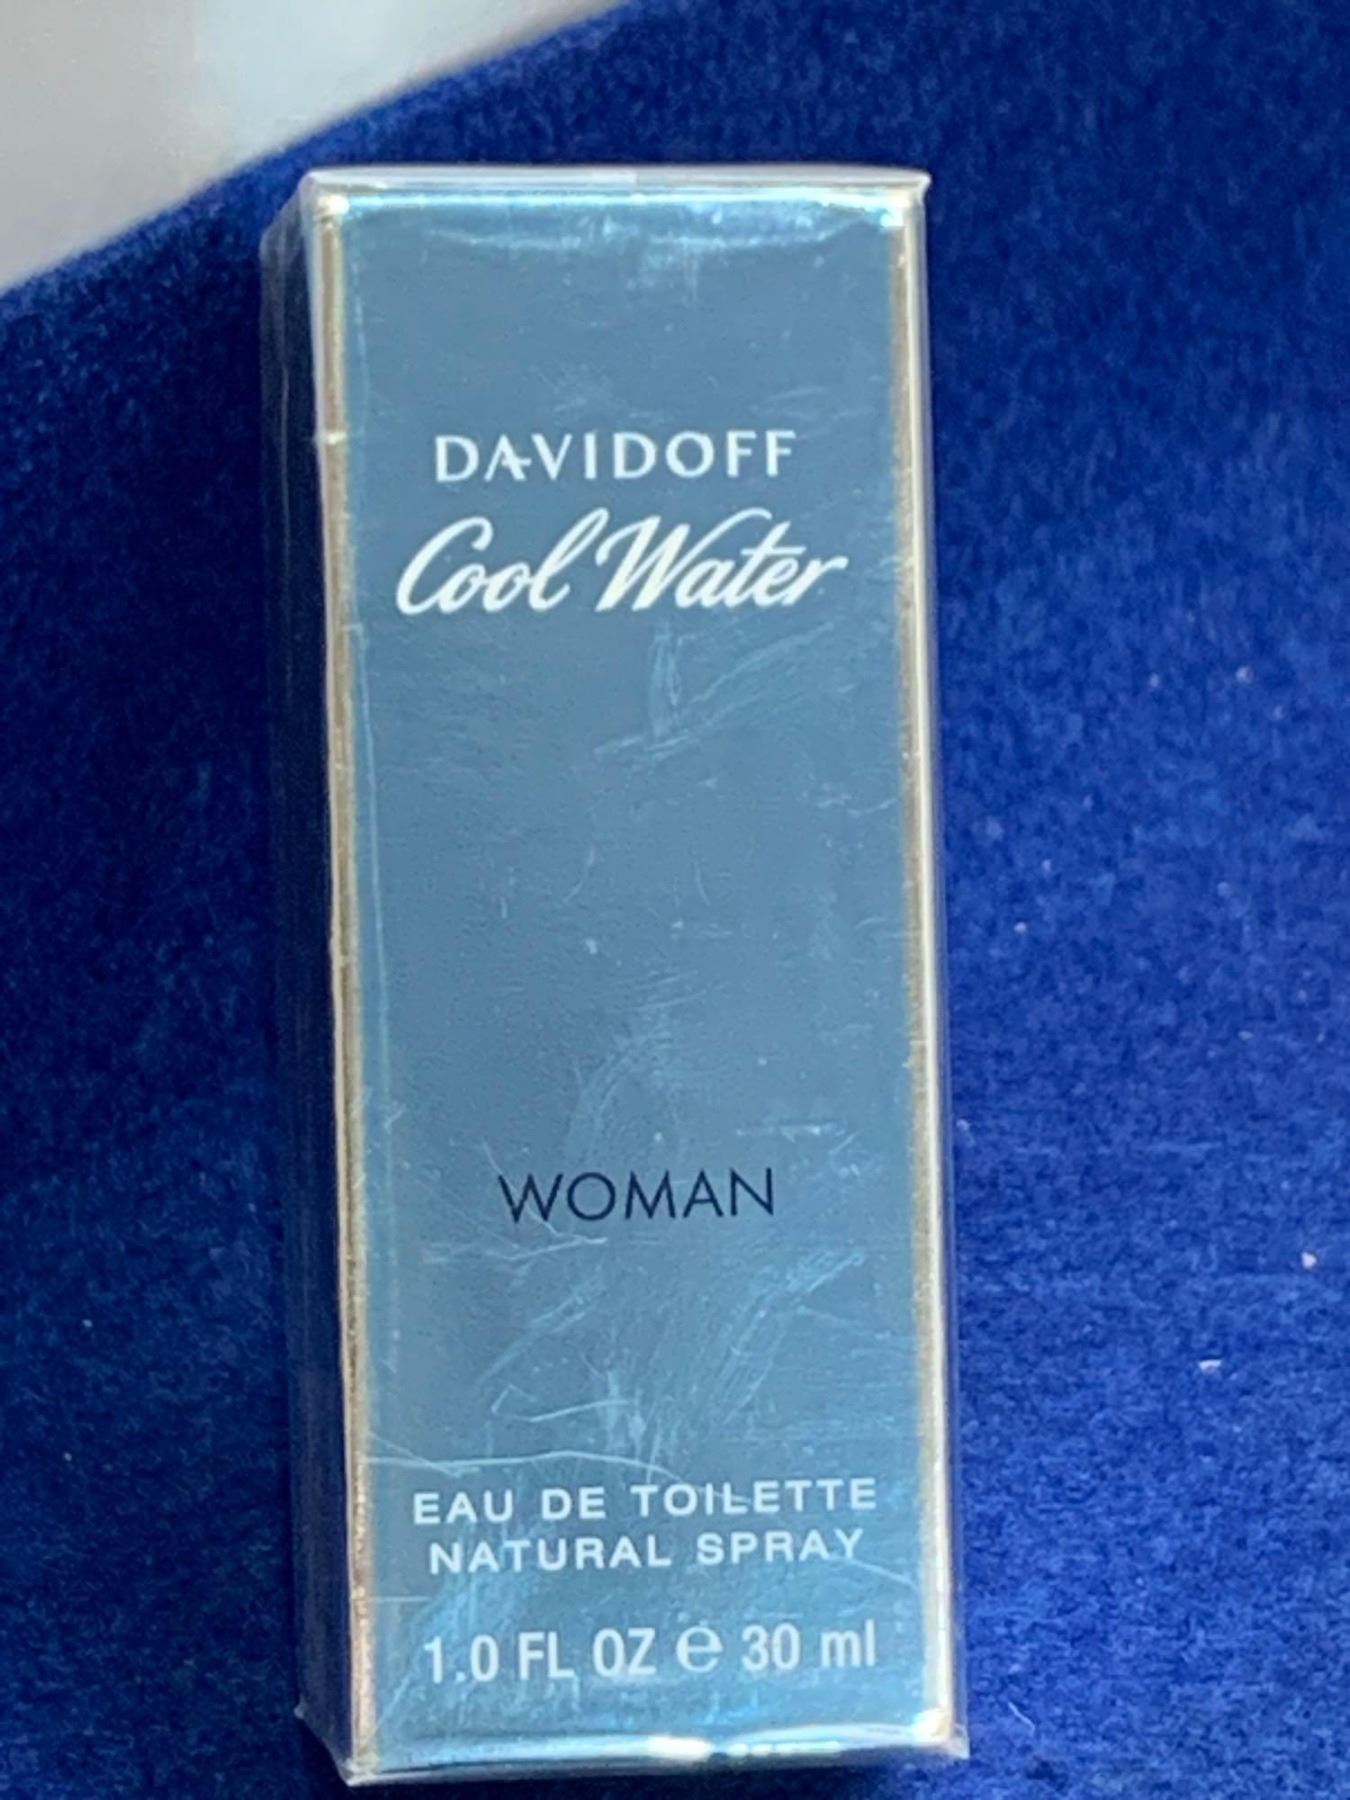 DAVIDOFF
Cool Water
WOMAN
EAU DE TOILETTE
NATURAL SPRAY
1.0 FL OZ ℮ 30 ml